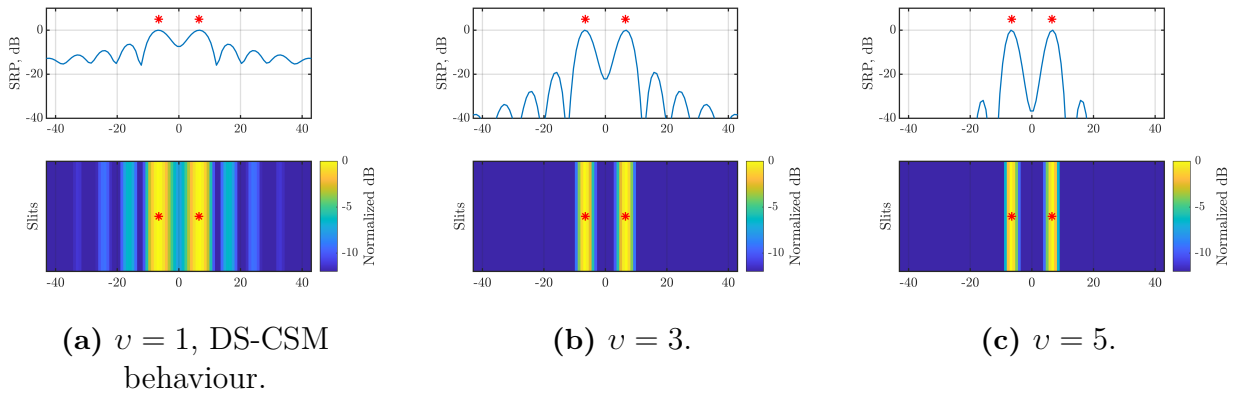 SRP, dB
0
-20
-40
-40 -20 0 20 40
Slits
-40 -20 0 20 40
0
-5
-10
Normalized dB
(a) υ = 1, DS-CSM
behaviour.
SRP, dB
0
-20
-40
-40 -20 0 20 40
Slits
-40 -20 0 20 40
0
-5
-10
Normalized dB
(b) υ = 3.
SRP, dB
0
-20
-40
-40 -20 0 20 40
Slits
-40 -20 0 20 40
0
-5
-10
Normalized dB
(c) υ = 5.